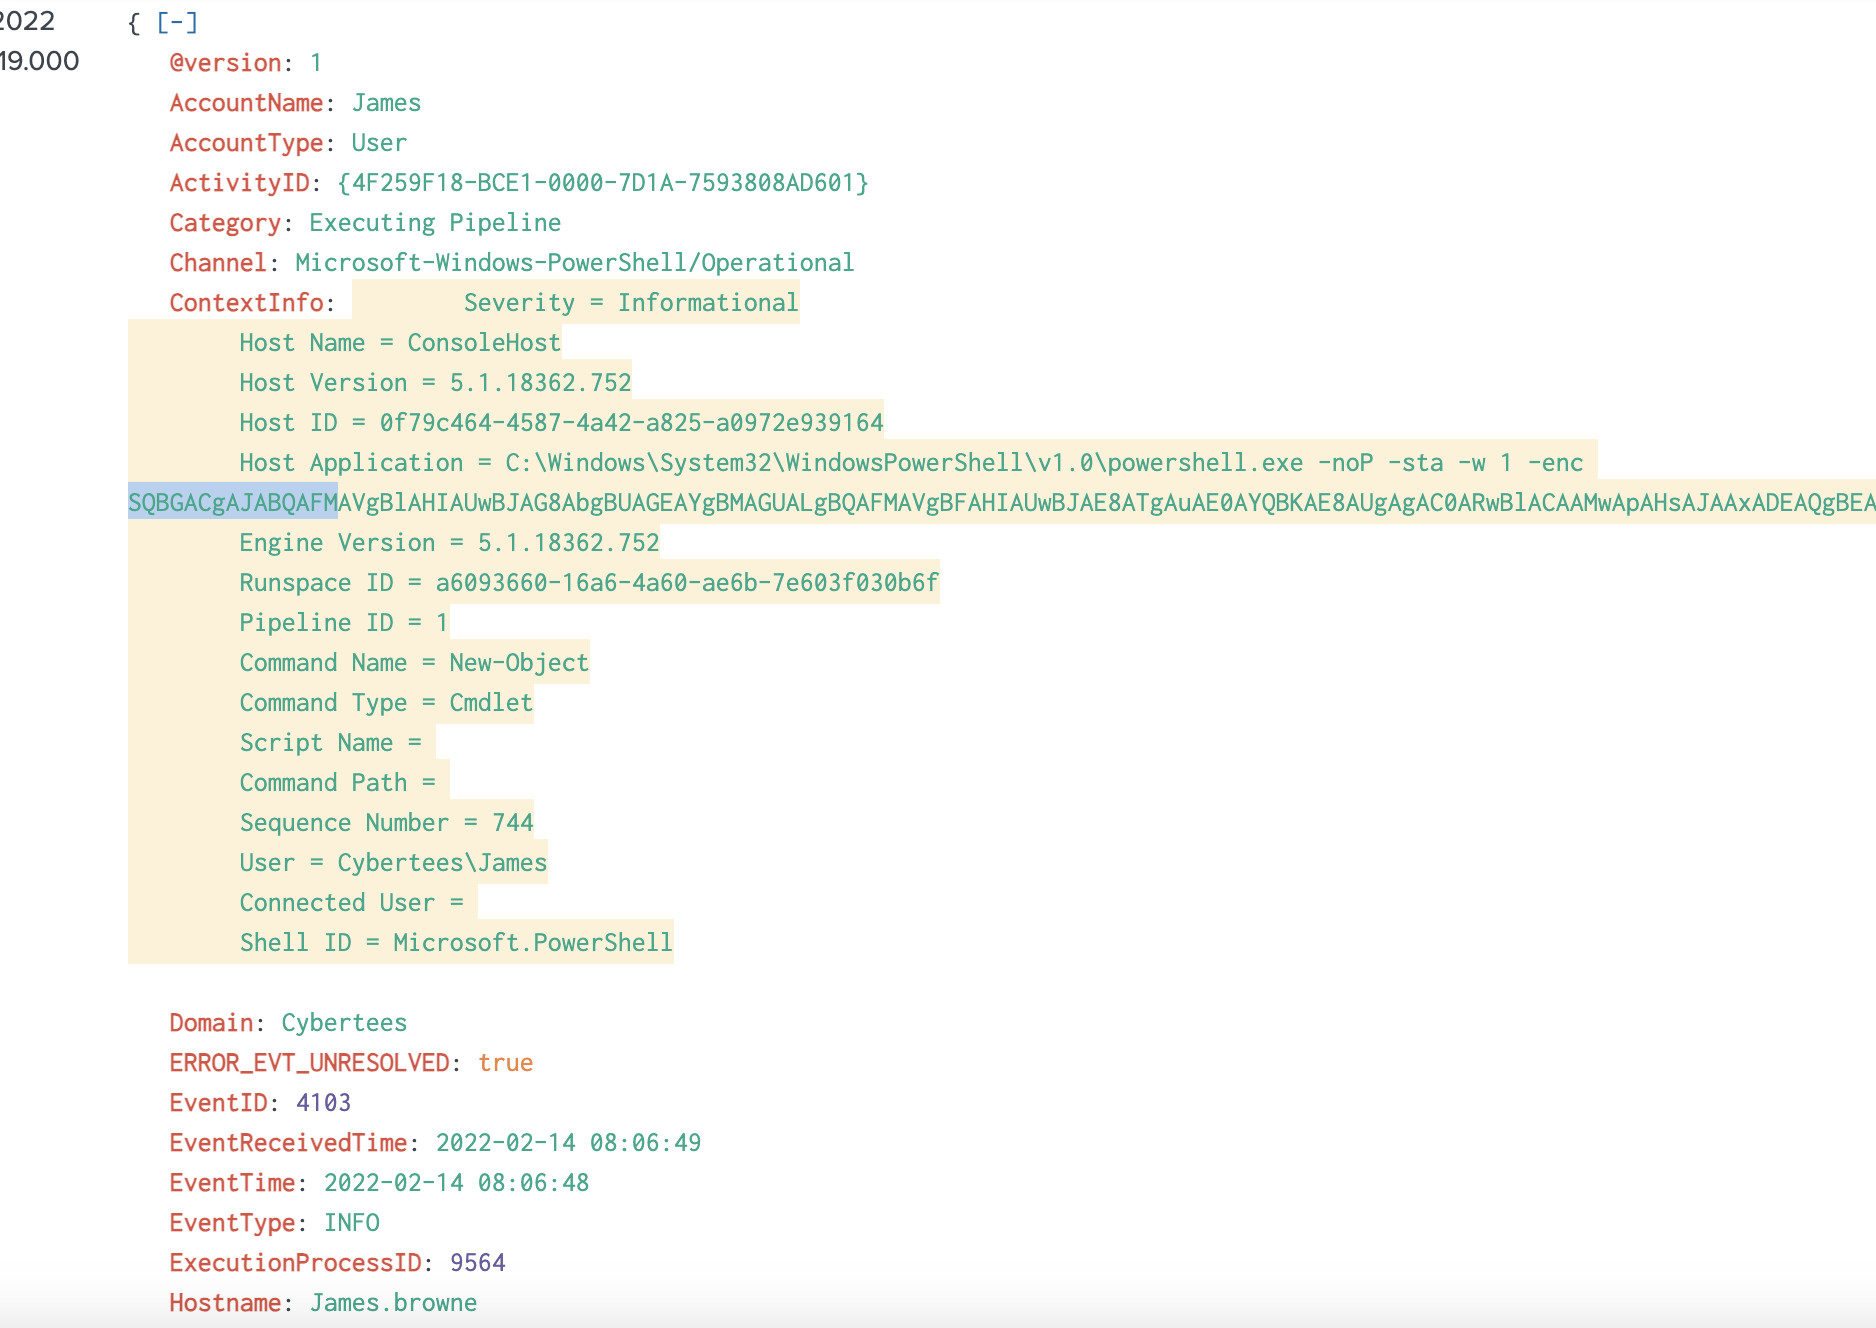 2022 { [-]
19.000 @version: 1
AccountName: James
AccountType: User
ActivityID: {4F259F18-BCE1-0000-7D1A-7593808AD601}
Category: Executing Pipeline
Channel: Microsoft-Windows-PowerShell/Operational
ContextInfo: Severity = Informational
Host Name = ConsoleHost
Host Version = 5.1.18362.752
Host ID = 0f79c464-4587-4a42-a825-a0972e939164
Host Application = C:\Windows\System32\WindowsPowerShell\v1.0\powershell.exe -noP -sta -w 1 -enc
SQBGACgAJABQAFMAVgBlAHIAUwBJAG8AbgBUAGEAYgBMAGUALgBQAFMAVgBFAHIAUwBJAE8ATgAuAE0AYQBKAE8AUgAgAC0ARwBlACAAMwApAHsAJAAxADEAQgBEA
Engine Version = 5.1.18362.752
Runspace ID = a6093660-16a6-4a60-ae6b-7e603f030b6f
Pipeline ID = 1
Command Name = New-Object
Command Type = Cmdlet
Script Name =
Command Path =
Sequence Number = 744
User = Cybertees\James
Connected User =
Shell ID = Microsoft.PowerShell
Domain: Cybertees
ERROR_EVT_UNRESOLVED: true
EventID: 4103
EventReceivedTime: 2022-02-14 08:06:49
EventTime: 2022-02-14 08:06:48
EventType: INFO
ExecutionProcessID: 9564
Hostname: James.browne